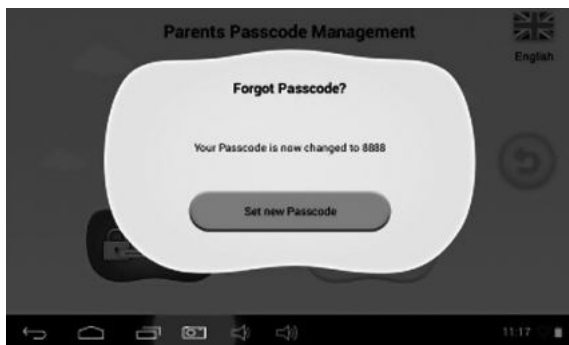 Parents Passcode Management
English
Forgot Passcode?
Your Passcode is now changed to 8888
Set new Passcode
11:17